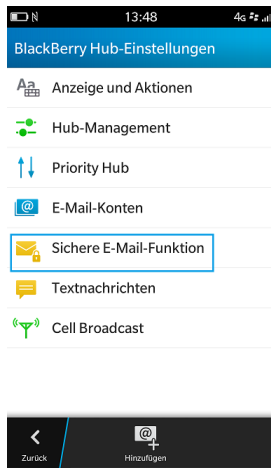 13:48
4G
BlackBerry Hub-Einstellungen
Aa
Anzeige und Aktionen
Hub-Management
Priority Hub
@
E-Mail-Konten
Sichere E-Mail-Funktion
Textnachrichten
Cell Broadcast
@
Zurück
Hinzufügen